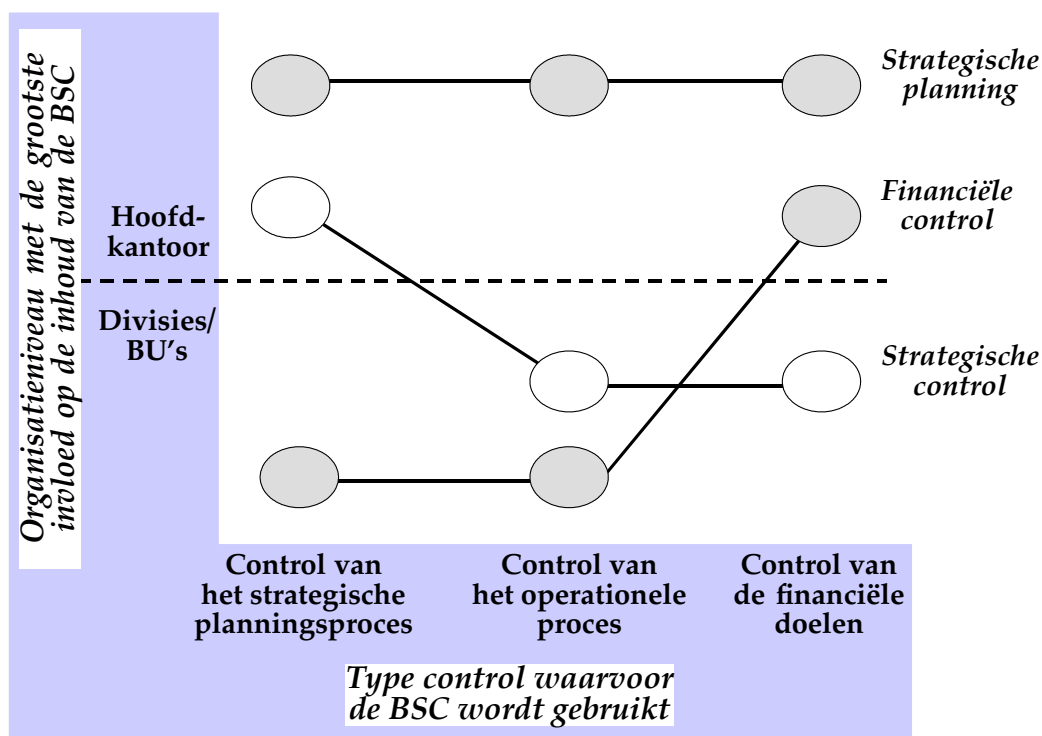 Organisatieniveau met de grootste
invloed op de inhoud van de BSC
Strategische
planning
Hoofd-
kantoor
Financiële
control
Divisies/
BU's
Strategische
control
Control van
het strategische
planningsproces
Control van
het operationele
proces
Control van
de financiële
doelen
Type control waarvoor
de BSC wordt gebruikt